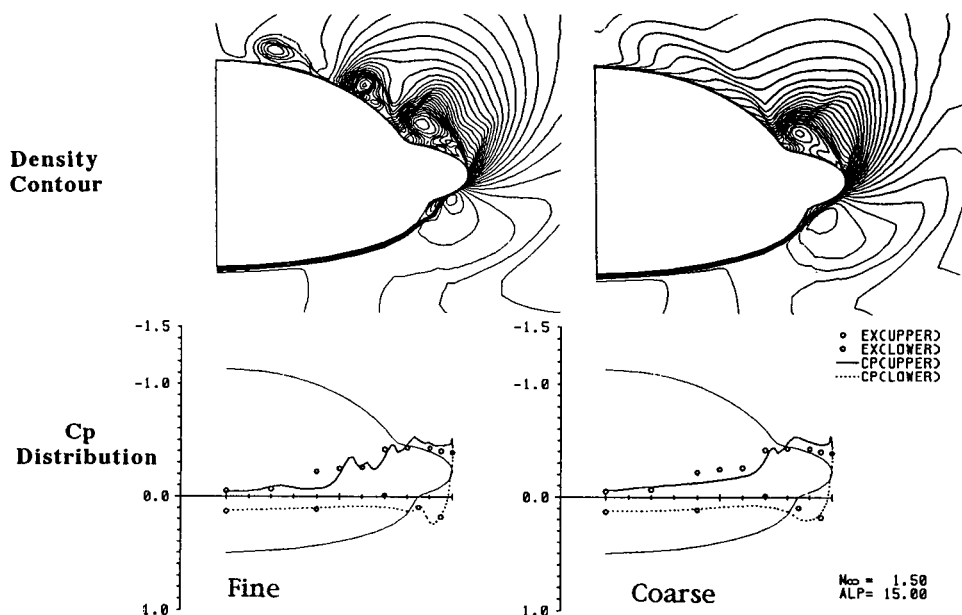 Density
Contour
-1.5
-1.0
Cp
Distribution
0.0
1.0
Fine
-1.5
-1.0
0.0
1.0
Coarse
EX(UPPER)
EX(LOWER)
CP(UPPER)
CP(LOWER)
M∞ = 1.50
ALP= 15.00